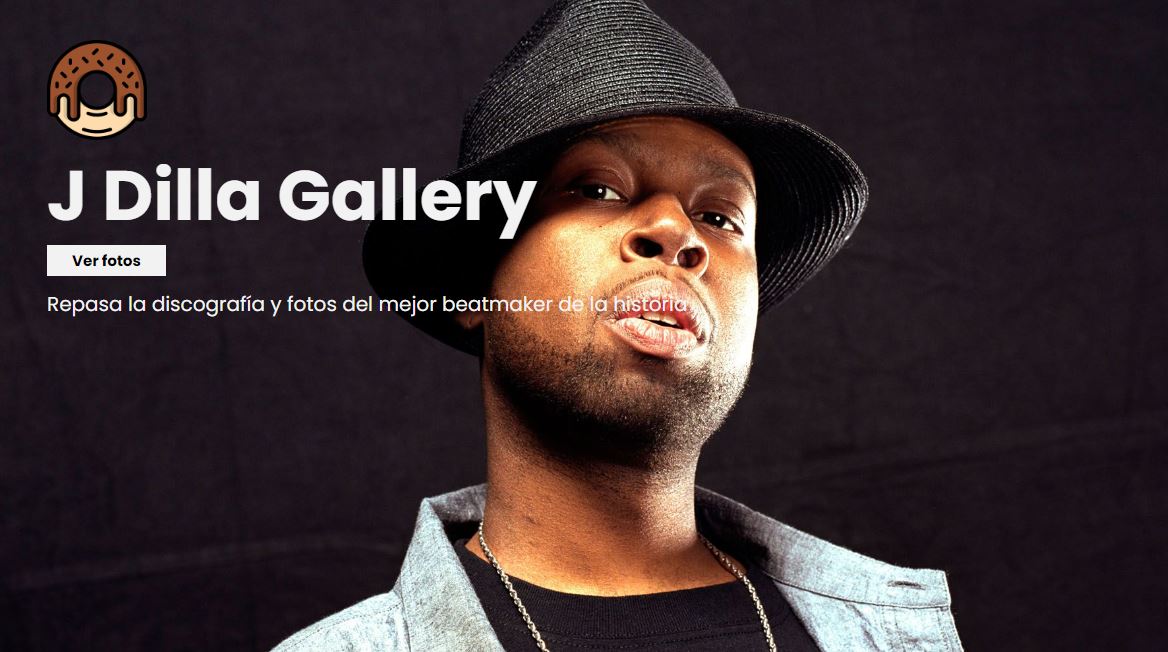 J Dilla Gallery
Ver fotos
Repasa la discografía y fotos del mejor beatmaker de la historia